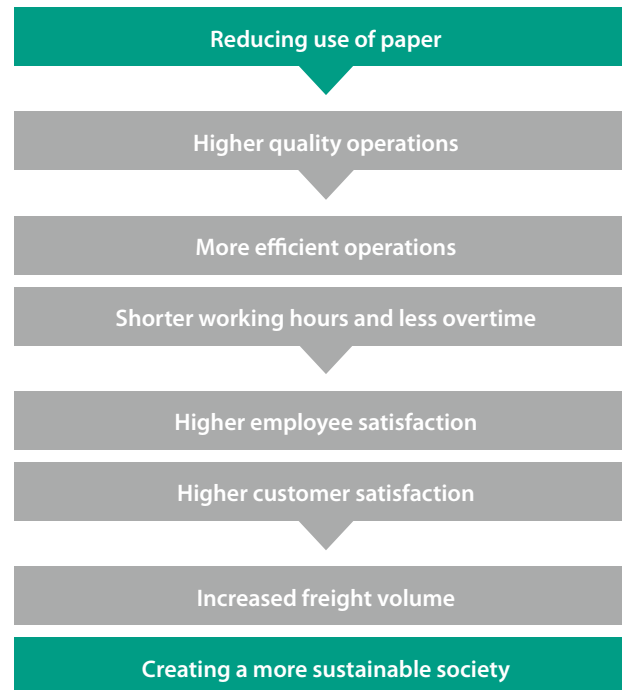 Reducing use of paper
Higher quality operations
More efficient operations
Shorter working hours and less overtime
Higher employee satisfaction
Higher customer satisfaction
Increased freight volume
Creating a more sustainable society